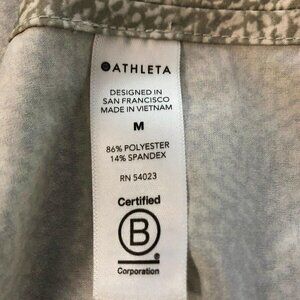 ATHLETA
DESIGNED IN
SAN FRANCISCO
MADE IN VIETNAM
M
86% POLYESTER
14% SPANDEX
RN 54023
Certified
B
Corporation